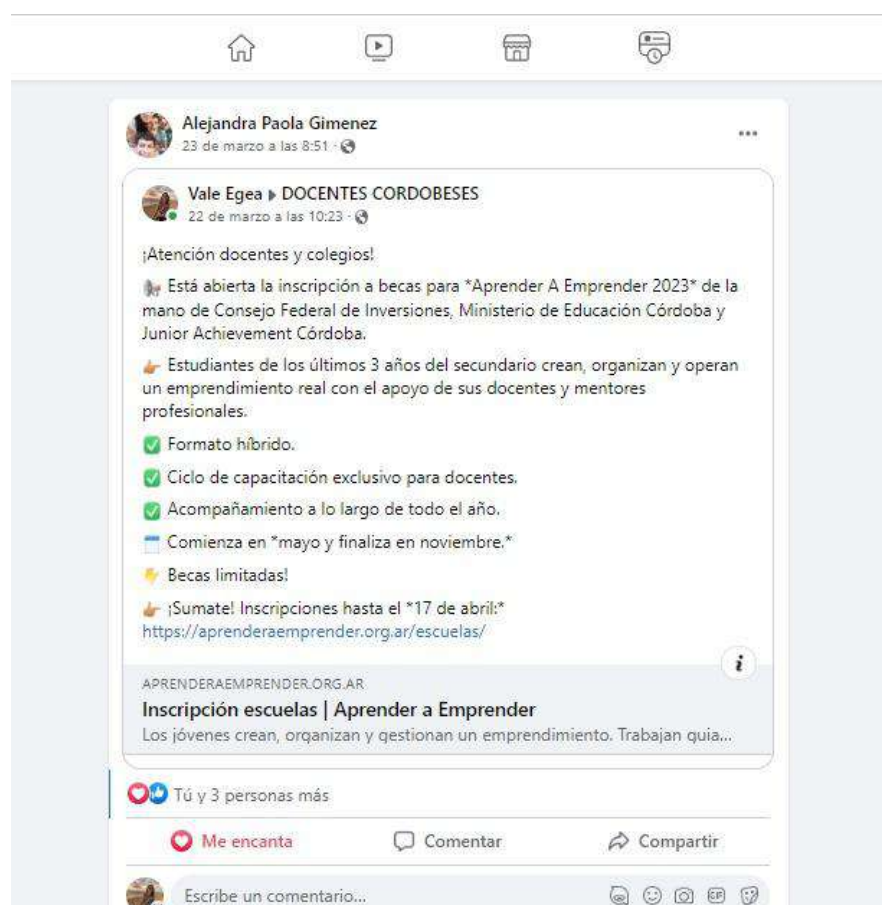 Alejandra Paola Gimenez
23 de marzo a las 8:51 ·
Vale Egea ▸ DOCENTES CORDOBESES
22 de marzo a las 10:23 ·
¡Atención docentes y colegios!
Está abierta la inscripción a becas para *Aprender A Emprender 2023* de la
mano de Consejo Federal de Inversiones, Ministerio de Educación Córdoba y
Junior Achievement Córdoba.
Estudiantes de los últimos 3 años del secundario crean, organizan y operan
un emprendimiento real con el apoyo de sus docentes y mentores
profesionales.
Formato híbrido.
Ciclo de capacitación exclusivo para docentes.
Acompañamiento a lo largo de todo el año.
Comienza en *mayo y finaliza en noviembre.*
Becas limitadas!
¡Sumate! Inscripciones hasta el *17 de abril:*
https://aprenderaemprender.org.ar/escuelas/
i
APRENDERAEMPRENDER.ORG.AR
Inscripción escuelas | Aprender a Emprender
Los jóvenes crean, organizan y gestionan un emprendimiento. Trabajan quia...
Tú y 3 personas más
Me encanta
Comentar
Compartir
Escribe un comentario...
GIF